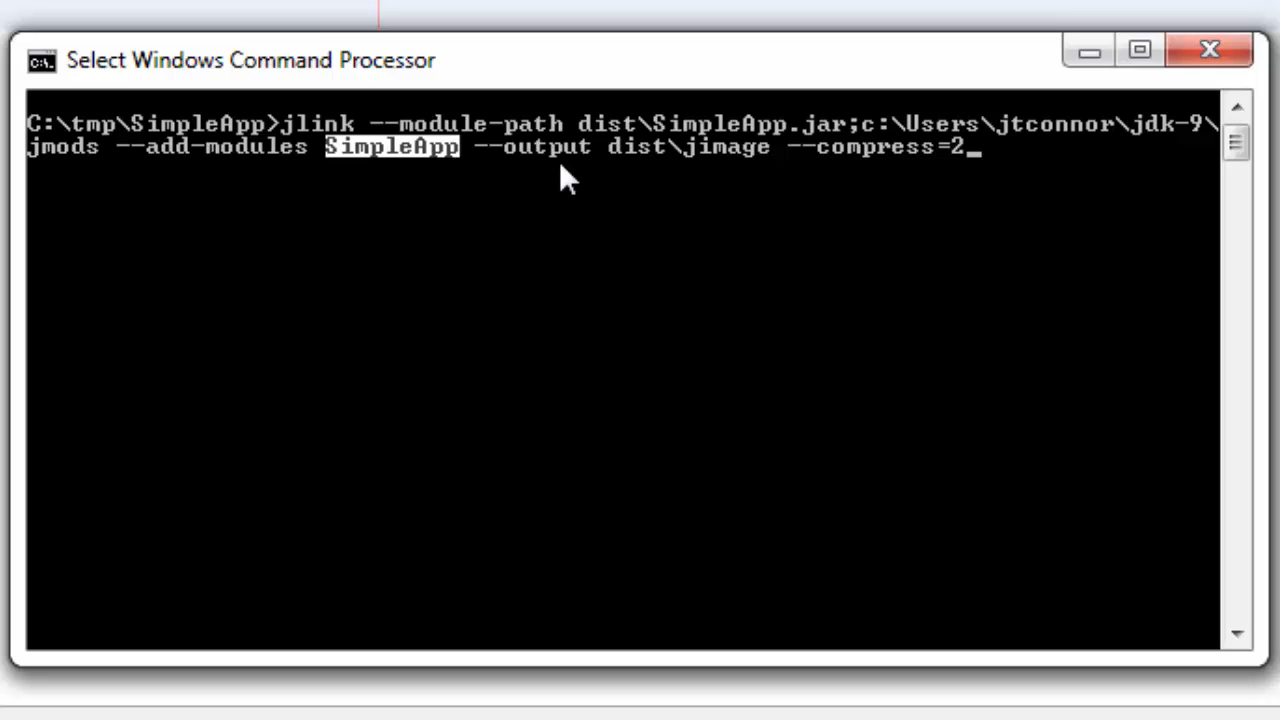 Select Windows Command Processor
C:\tmp\SimpleApp>jlink --module-path dist\SimpleApp.jar;c:\Users\jtconnor\jdk-9\
jmods --add-modules SimpleApp --output dist\jimage --compress=2_